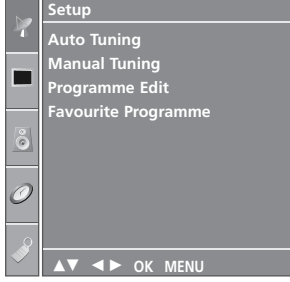 Setup
Auto Tuning
Manual Tuning
Programme Edit
Favourite Programme
▲▼ ◄► OK MENU